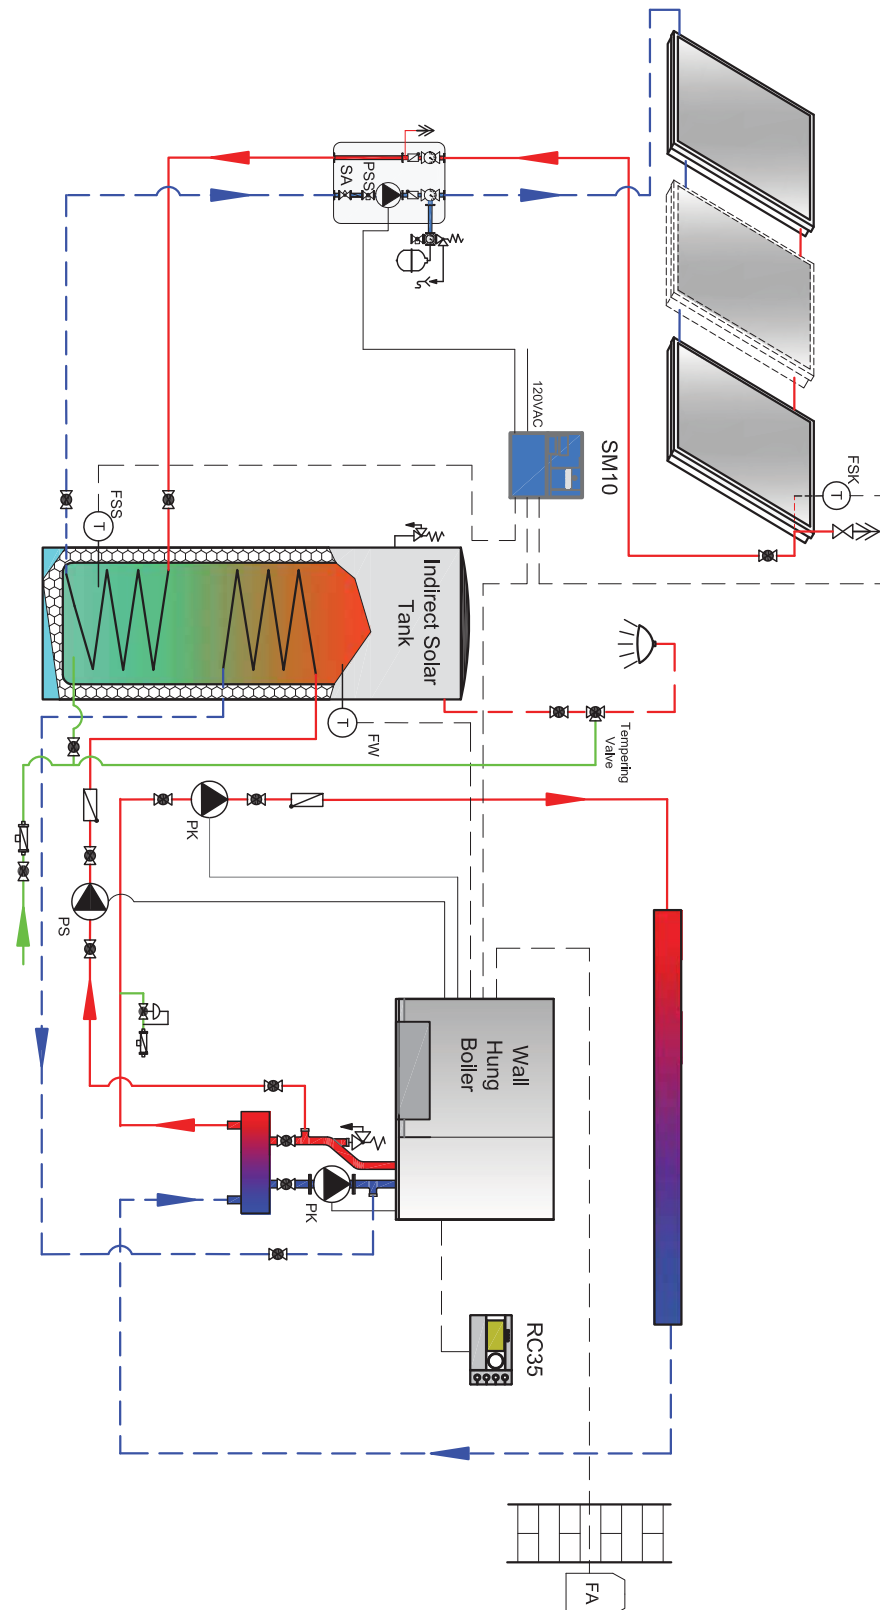 FSK
T
SM10
120VAC
PSS
SA
FSS
T
Indirect Solar
Tank
Tempering
Valve
FW
T
PK
PS
Wall
Hung
Boiler
PK
RC35
FA